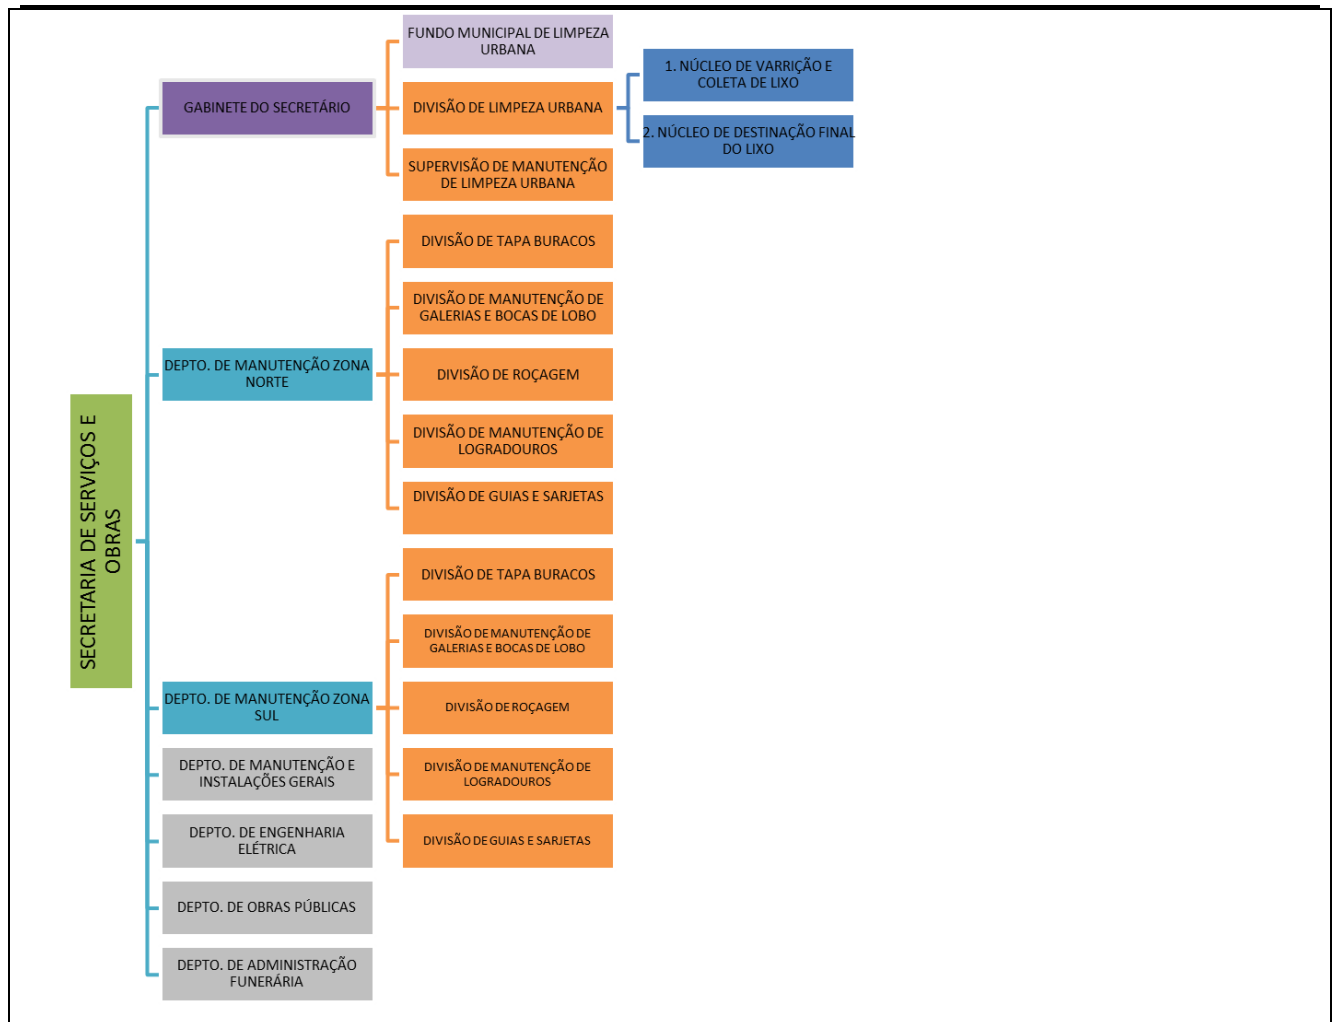 SECRETARIA DE SERVIÇOS E
OBRAS
GABINETE DO SECRETÁRIO
FUNDO MUNICIPAL DE LIMPEZA
URBANA
DIVISÃO DE LIMPEZA URBANA
1. NÚCLEO DE VARRIÇÃO E
COLETA DE LIXO
2. NÚCLEO DE DESTINAÇÃO FINAL
DO LIXO
SUPERVISÃO DE MANUTENÇÃO
DE LIMPEZA URBANA
DEPTO. DE MANUTENÇÃO ZONA
NORTE
DIVISÃO DE TAPA BURACOS
DIVISÃO DE MANUTENÇÃO DE
GALERIAS E BOCAS DE LOBO
DIVISÃO DE ROÇAGEM
DIVISÃO DE MANUTENÇÃO DE
LOGRADOUROS
DIVISÃO DE GUIAS E SARJETAS
DEPTO. DE MANUTENÇÃO ZONA
SUL
DIVISÃO DE TAPA BURACOS
DIVISÃO DE MANUTENÇÃO DE
GALERIAS E BOCAS DE LOBO
DIVISÃO DE ROÇAGEM
DIVISÃO DE MANUTENÇÃO DE
LOGRADOUROS
DIVISÃO DE GUIAS E SARJETAS
DEPTO. DE MANUTENÇÃO E
INSTALAÇÕES GERAIS
DEPTO. DE ENGENHARIA
ELÉTRICA
DEPTO. DE OBRAS PÚBLICAS
DEPTO. DE ADMINISTRAÇÃO
FUNERÁRIA